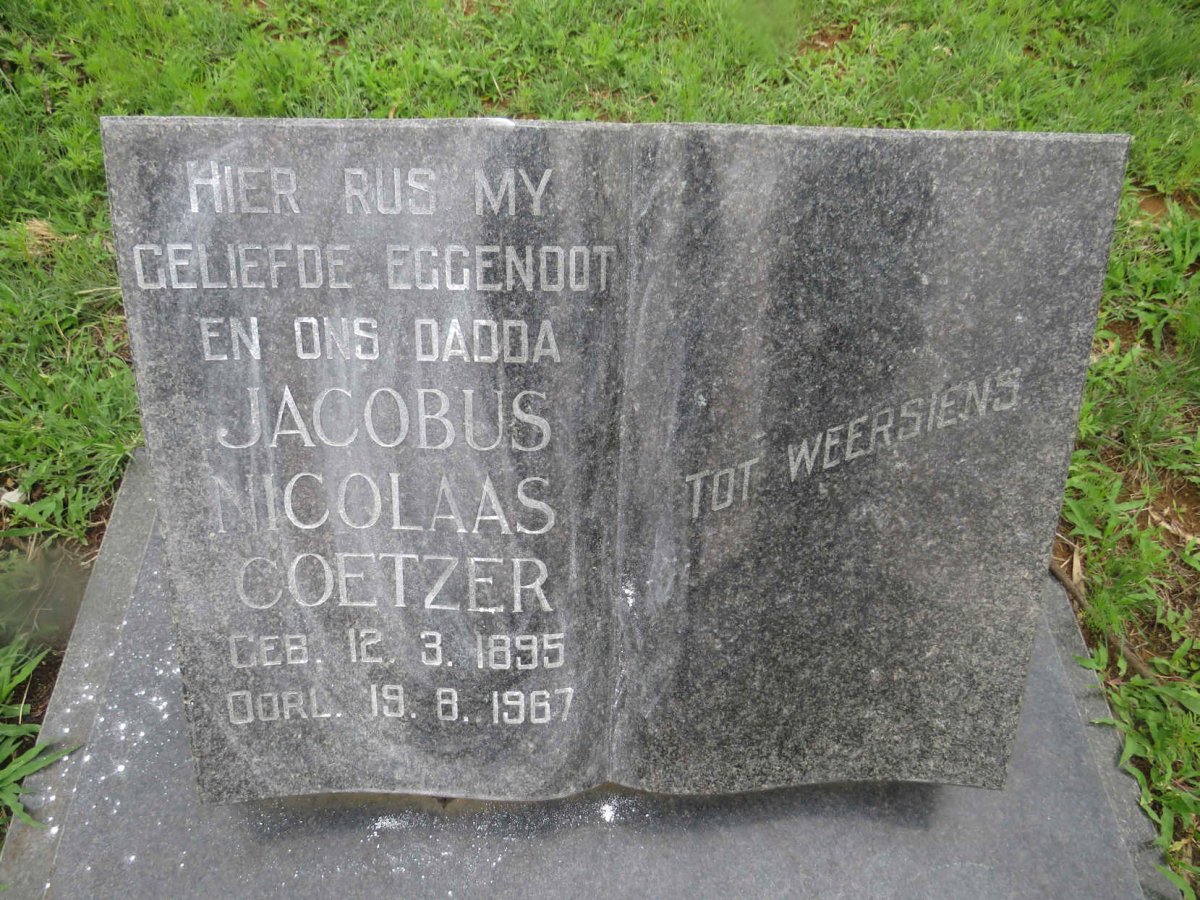 HIER RUS MY
GELIEFDE EGGENOOT
EN ONS DADDA
JACOBUS
NICOLAAS
COETZER
GEB. 12. 3. 1895
OORL. 19. 8. 1967
TOT WEERSIENS